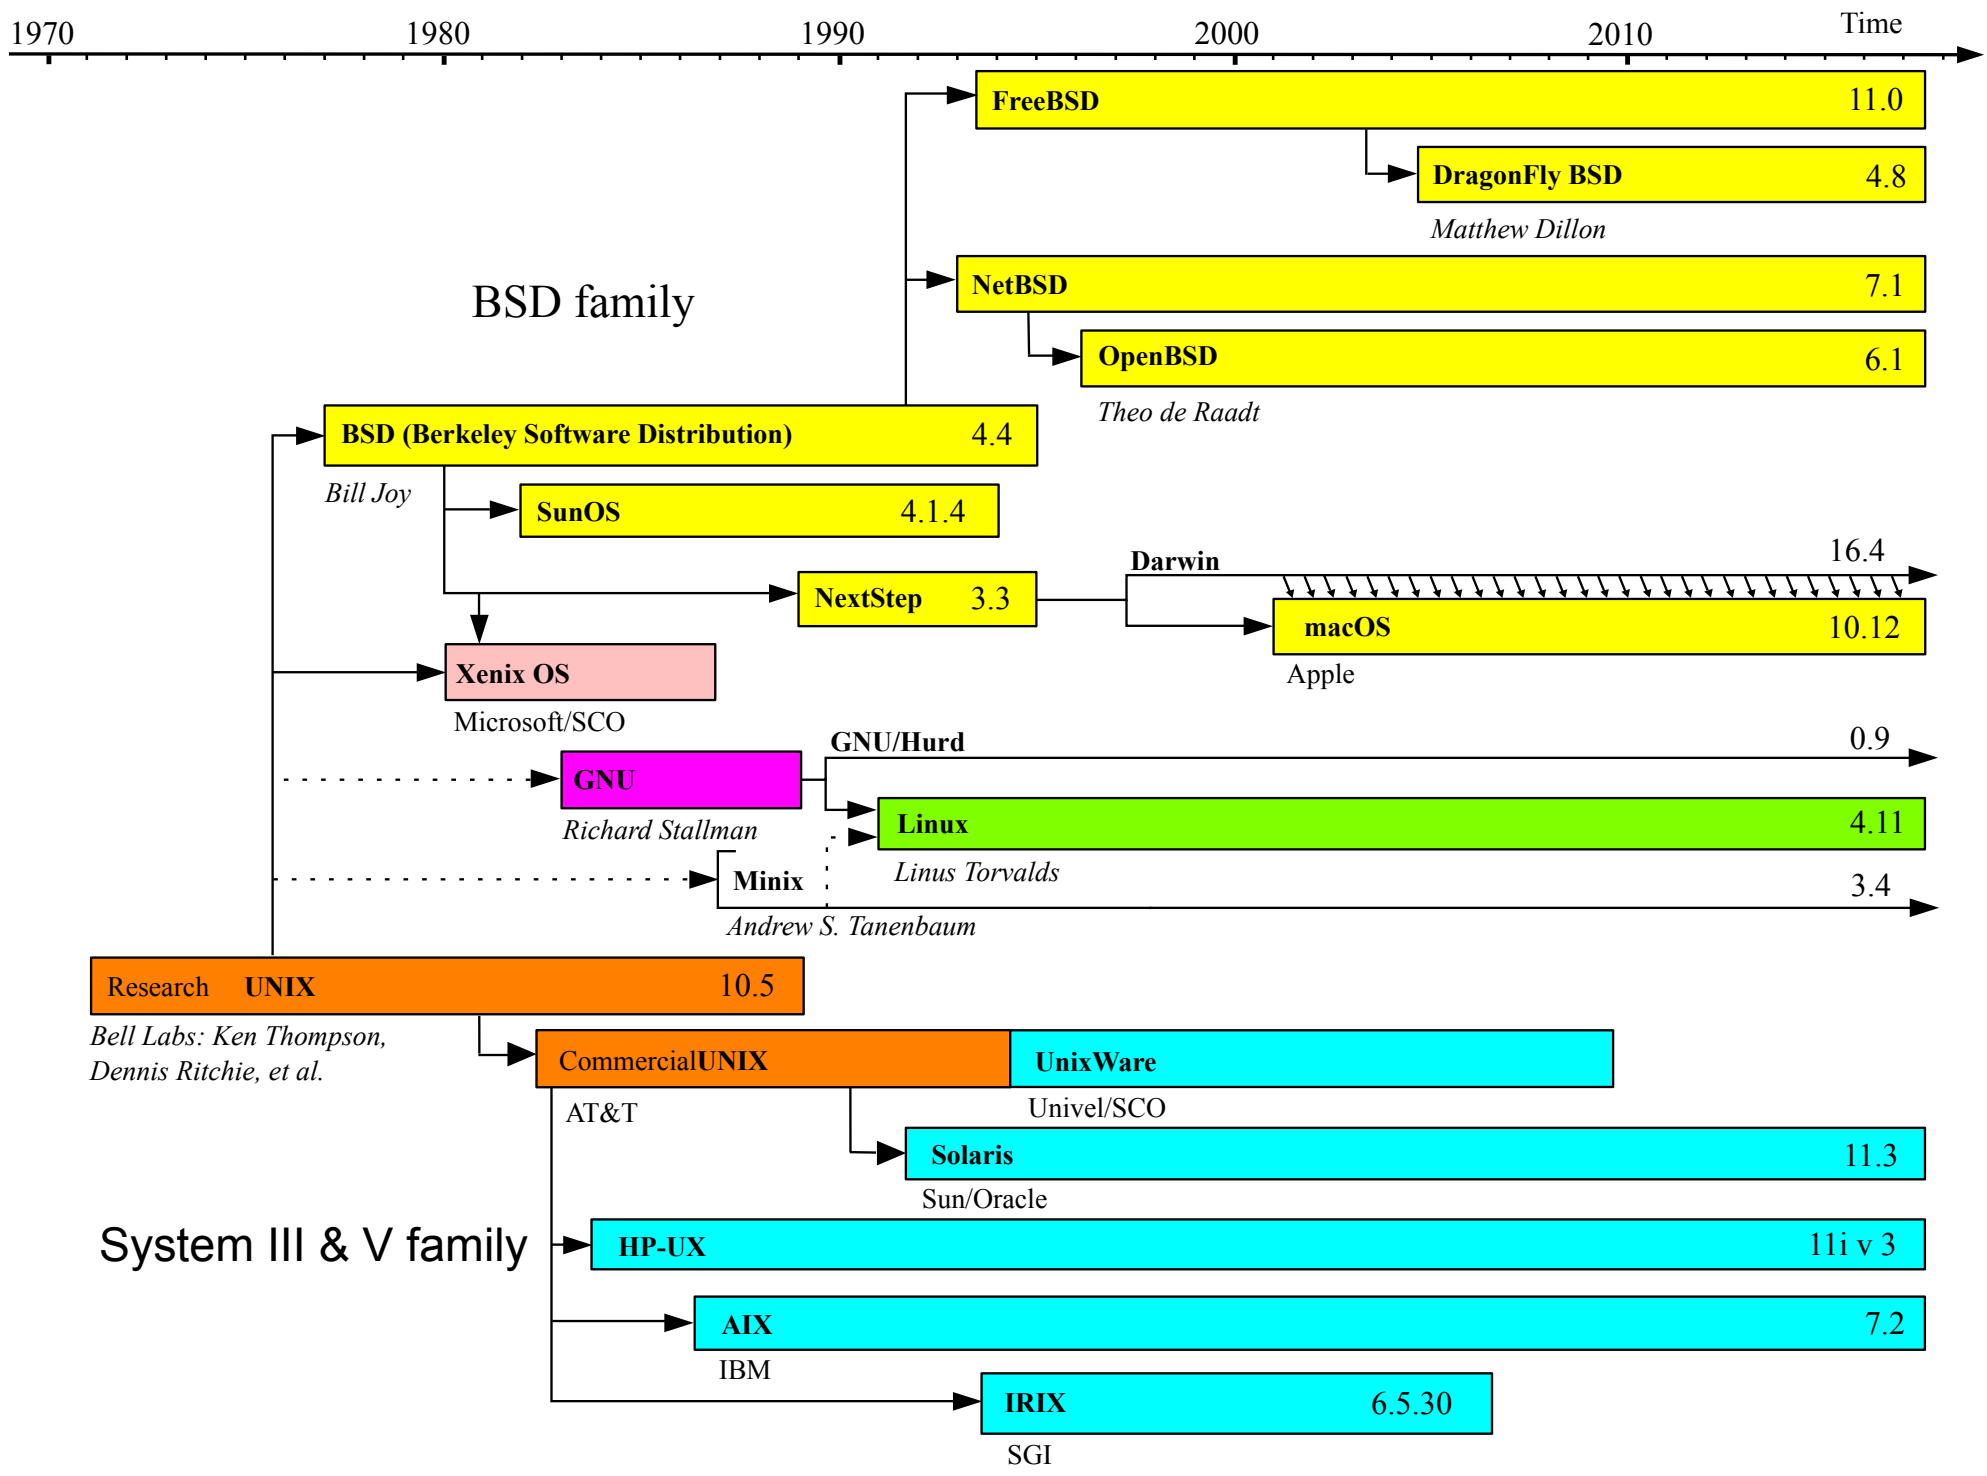 1970 1980 1990 2000 2010 Time
FreeBSD 11.0
DragonFly BSD 4.8
Matthew Dillon
BSD family
NetBSD 7.1
OpenBSD 6.1
Theo de Raadt
BSD (Berkeley Software Distribution) 4.4
Bill Joy
SunOS 4.1.4
Darwin 16.4
NextStep 3.3
macOS 10.12
Apple
Xenix OS
Microsoft/SCO
GNU/Hurd 0.9
GNU
Richard Stallman
Linux 4.11
Linus Torvalds
Minix 3.4
Andrew S. Tanenbaum
Research UNIX 10.5
Bell Labs: Ken Thompson,
Dennis Ritchie, et al.
CommercialUNIX UnixWare
AT&T Univel/SCO
Solaris 11.3
Sun/Oracle
System III & V family
HP-UX 11i v 3
AIX 7.2
IBM
IRIX 6.5.30
SGI